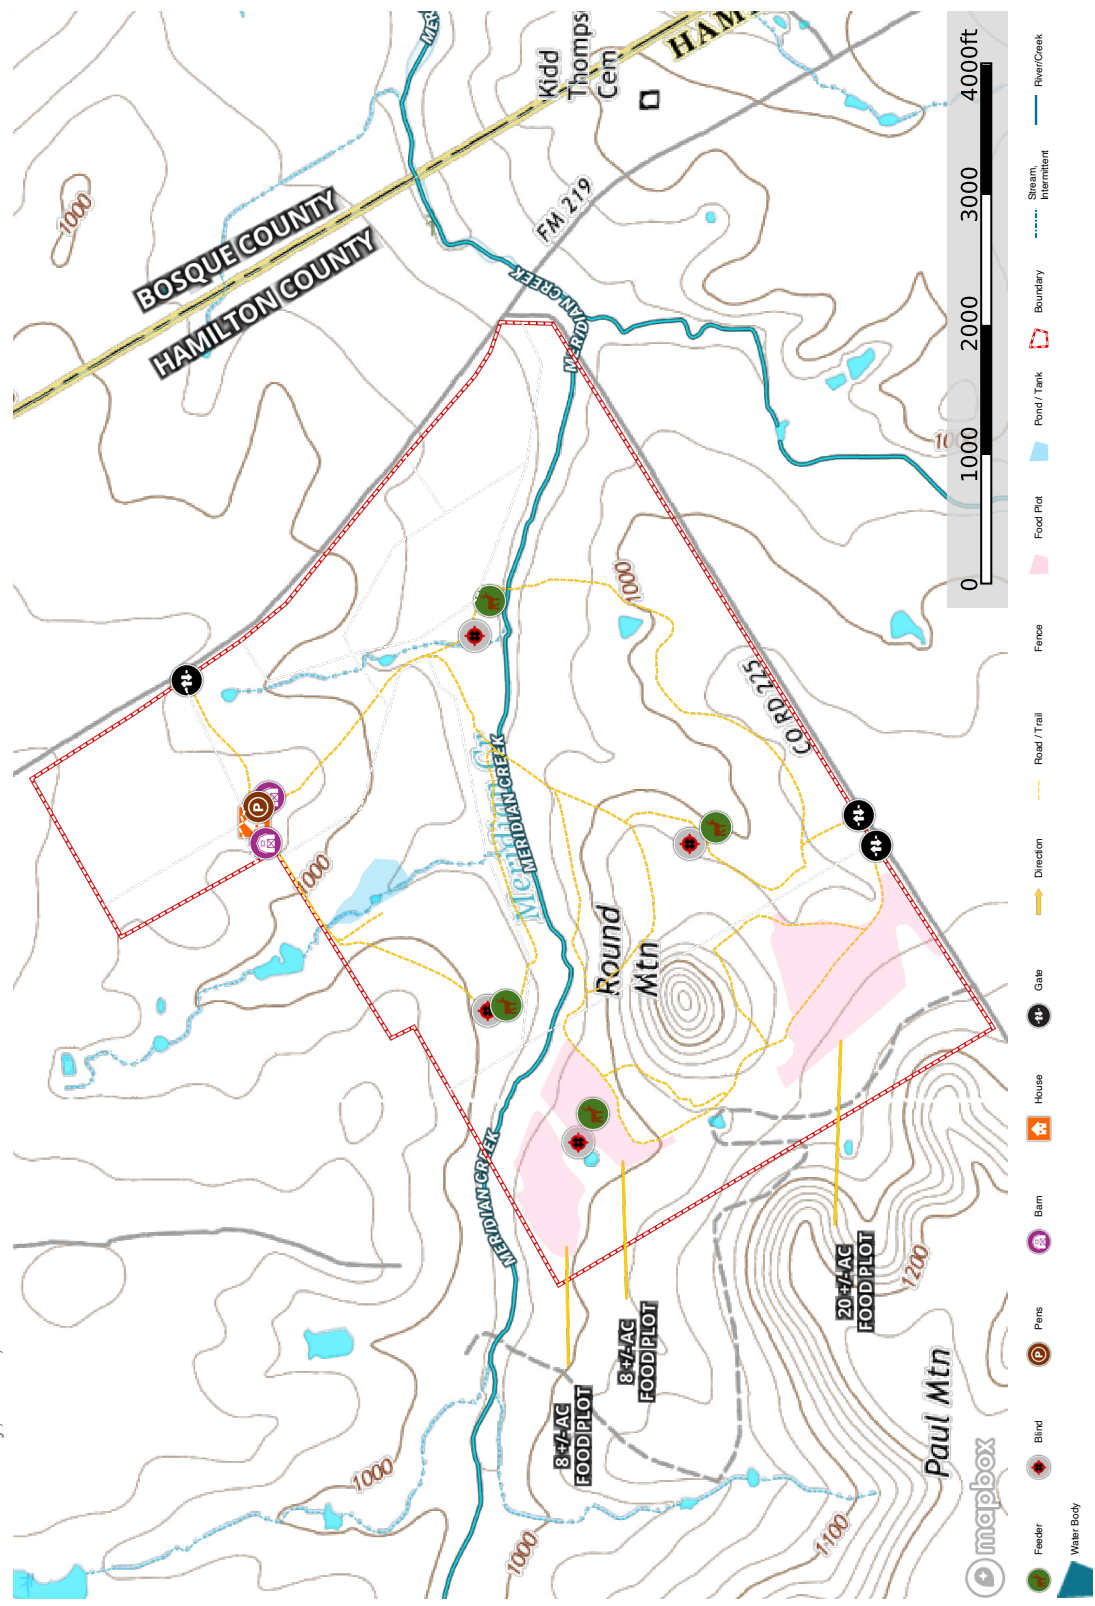 BOSQUE COUNTY
HAMILTON COUNTY
1000
1000
1000
MERIDIAN CREEK
MERIDIAN CREEK
MERIDIAN CREEK
MERIDIAN CREEK
Meridian Cr
FM 219
Kidd
Thomps
Cem
HAM
1000
1000
8 +/- AC
FOOD PLOT
8 +/- AC
FOOD PLOT
Round
Mtn
CO RD 225
20 +/- AC
FOOD PLOT
1100
1200
Paul Mtn
mapbox
0 1000 2000 3000 4000ft
Feeder
Blind
Pens
Barn
House
Gate
Direction
Road / Trail
Fence
Food Plot
Pond / Tank
Boundary
Stream,
Intermittent
River/Creek
Water Body